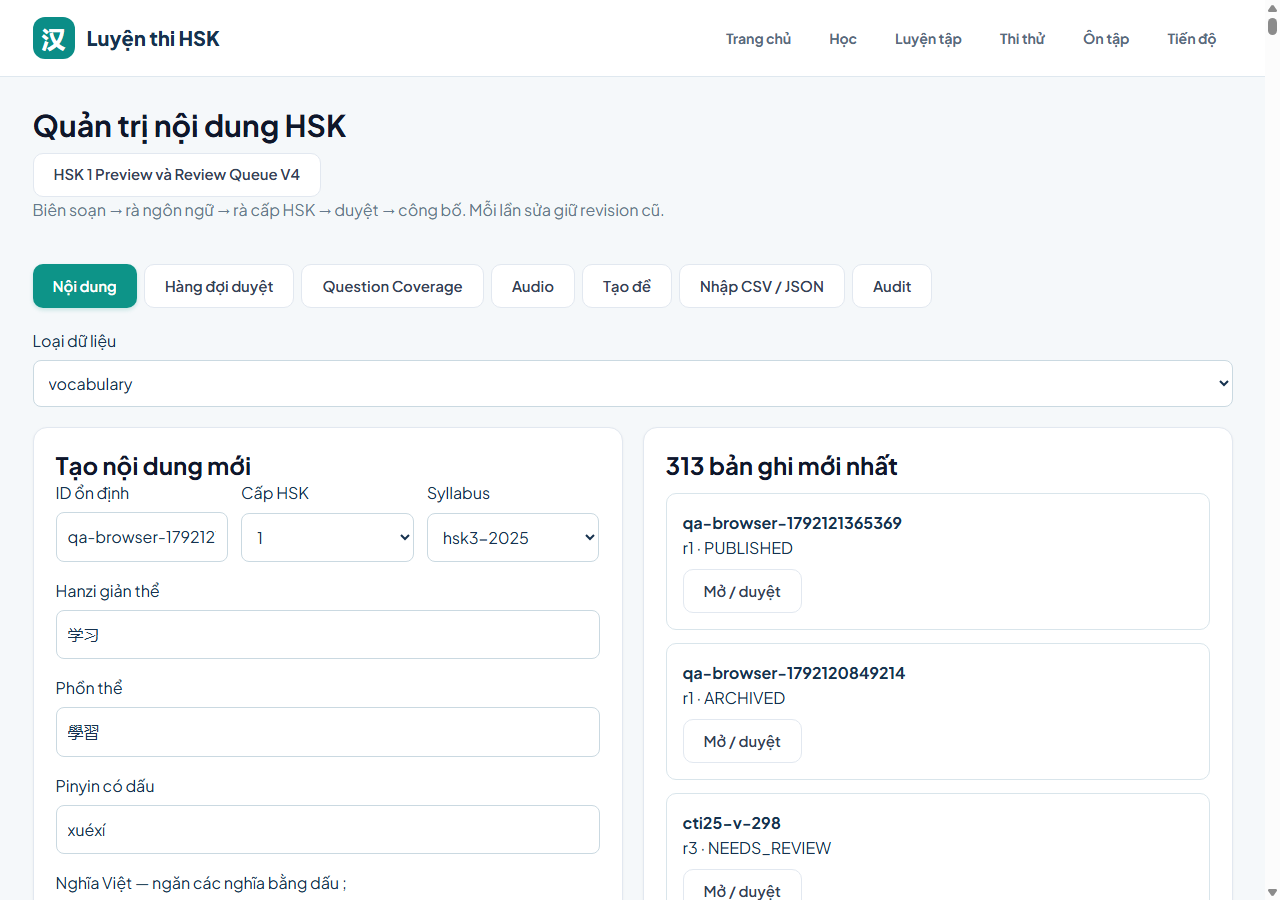 汉 Luyện thi HSK
Trang chủ Học Luyện tập Thi thử Ôn tập Tiến độ
Quản trị nội dung HSK
HSK 1 Preview và Review Queue V4
Biên soạn → rà ngôn ngữ → rà cấp HSK → duyệt → công bố. Mỗi lần sửa giữ revision cũ.
Nội dung Hàng đợi duyệt Question Coverage Audio Tạo đề Nhập CSV / JSON Audit
Loại dữ liệu
vocabulary
Tạo nội dung mới
ID ổn định Cấp HSK Syllabus
qa-browser-179212 1 hsk3-2025
Hanzi giản thể
学习
Phồn thể
學習
Pinyin có dấu
xuéxí
Nghĩa Việt — ngăn các nghĩa bằng dấu ;
313 bản ghi mới nhất
qa-browser-1792121365369
r1 · PUBLISHED
Mở / duyệt
qa-browser-1792120849214
r1 · ARCHIVED
Mở / duyệt
cti25-v-298
r3 · NEEDS_REVIEW
Mở / duyệt